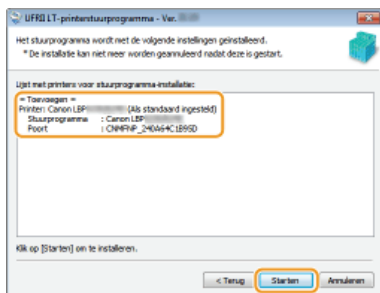 UFRII LT-printerstuurprogramma - Ver.
Het stuurprogramma wordt met de volgende instellingen geïnstalleerd.
* De installatie kan niet meer worden geannuleerd nadat deze is gestart.
Lijst met printers voor stuurprogramma-installatie:
= Toevoegen =
Printer: Canon LBP (Als standaard ingesteld)
Stuurprogramma : Canon LBP
Poort : CNMFNP_240A64C1B95D
Klik op [Starten] om te installeren.
< Terug Starten Annuleren